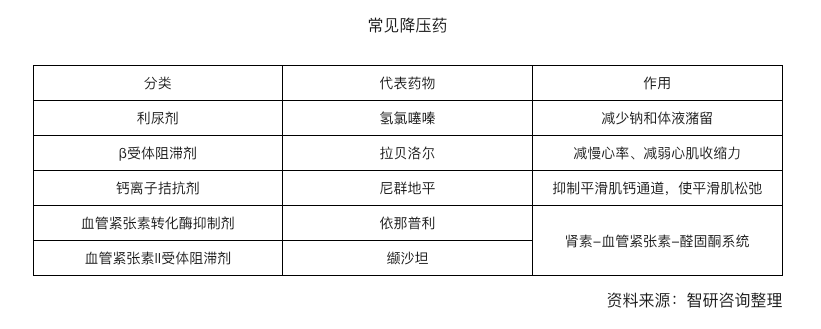 常见降压药
分类 代表药物 作用
利尿剂 氢氯噻嗪 减少钠和体液潴留
β受体阻滞剂 拉贝洛尔 减慢心率、减弱心肌收缩力
钙离子拮抗剂 尼群地平 抑制平滑肌钙通道，使平滑肌松弛
血管紧张素转化酶抑制剂 依那普利 肾素-血管紧张素-醛固酮系统
血管紧张素II受体阻滞剂 缬沙坦
资料来源：智研咨询整理